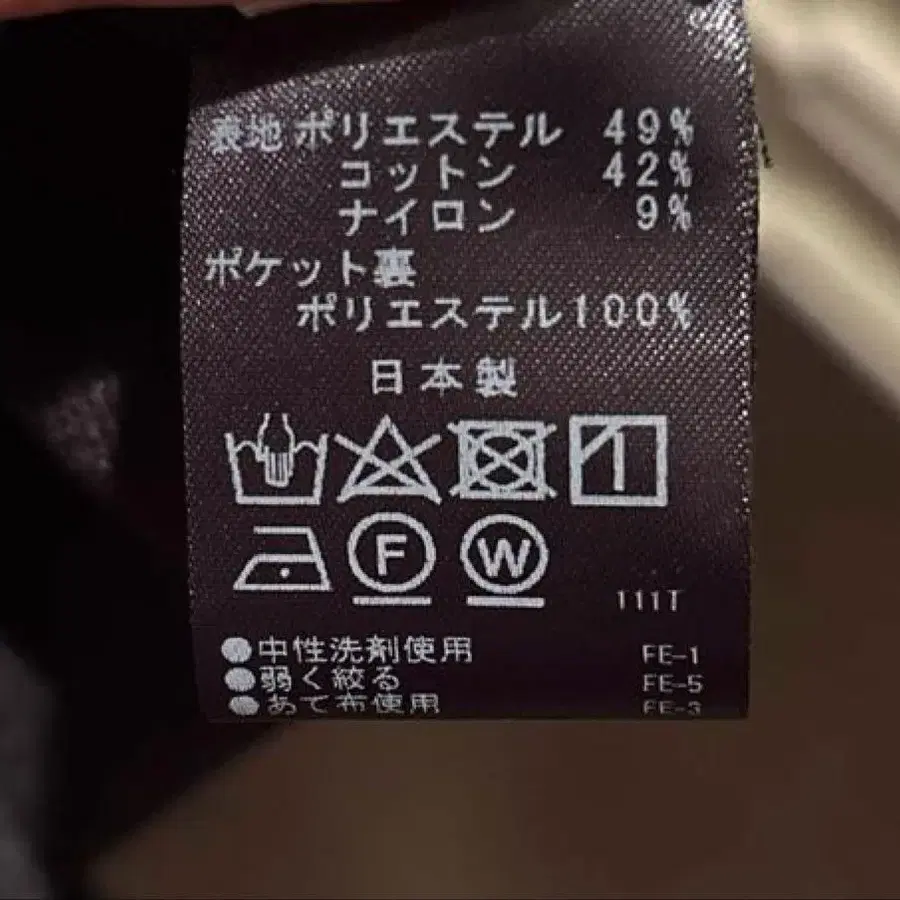 表地 ポリエステル 49%
コットン 42%
ナイロン 9%
ポケット裏
ポリエステル100%
日本製
F W
111T
●中性洗剤使用 FE-1
●弱く絞る FE-5
●あて布使用 FE-3